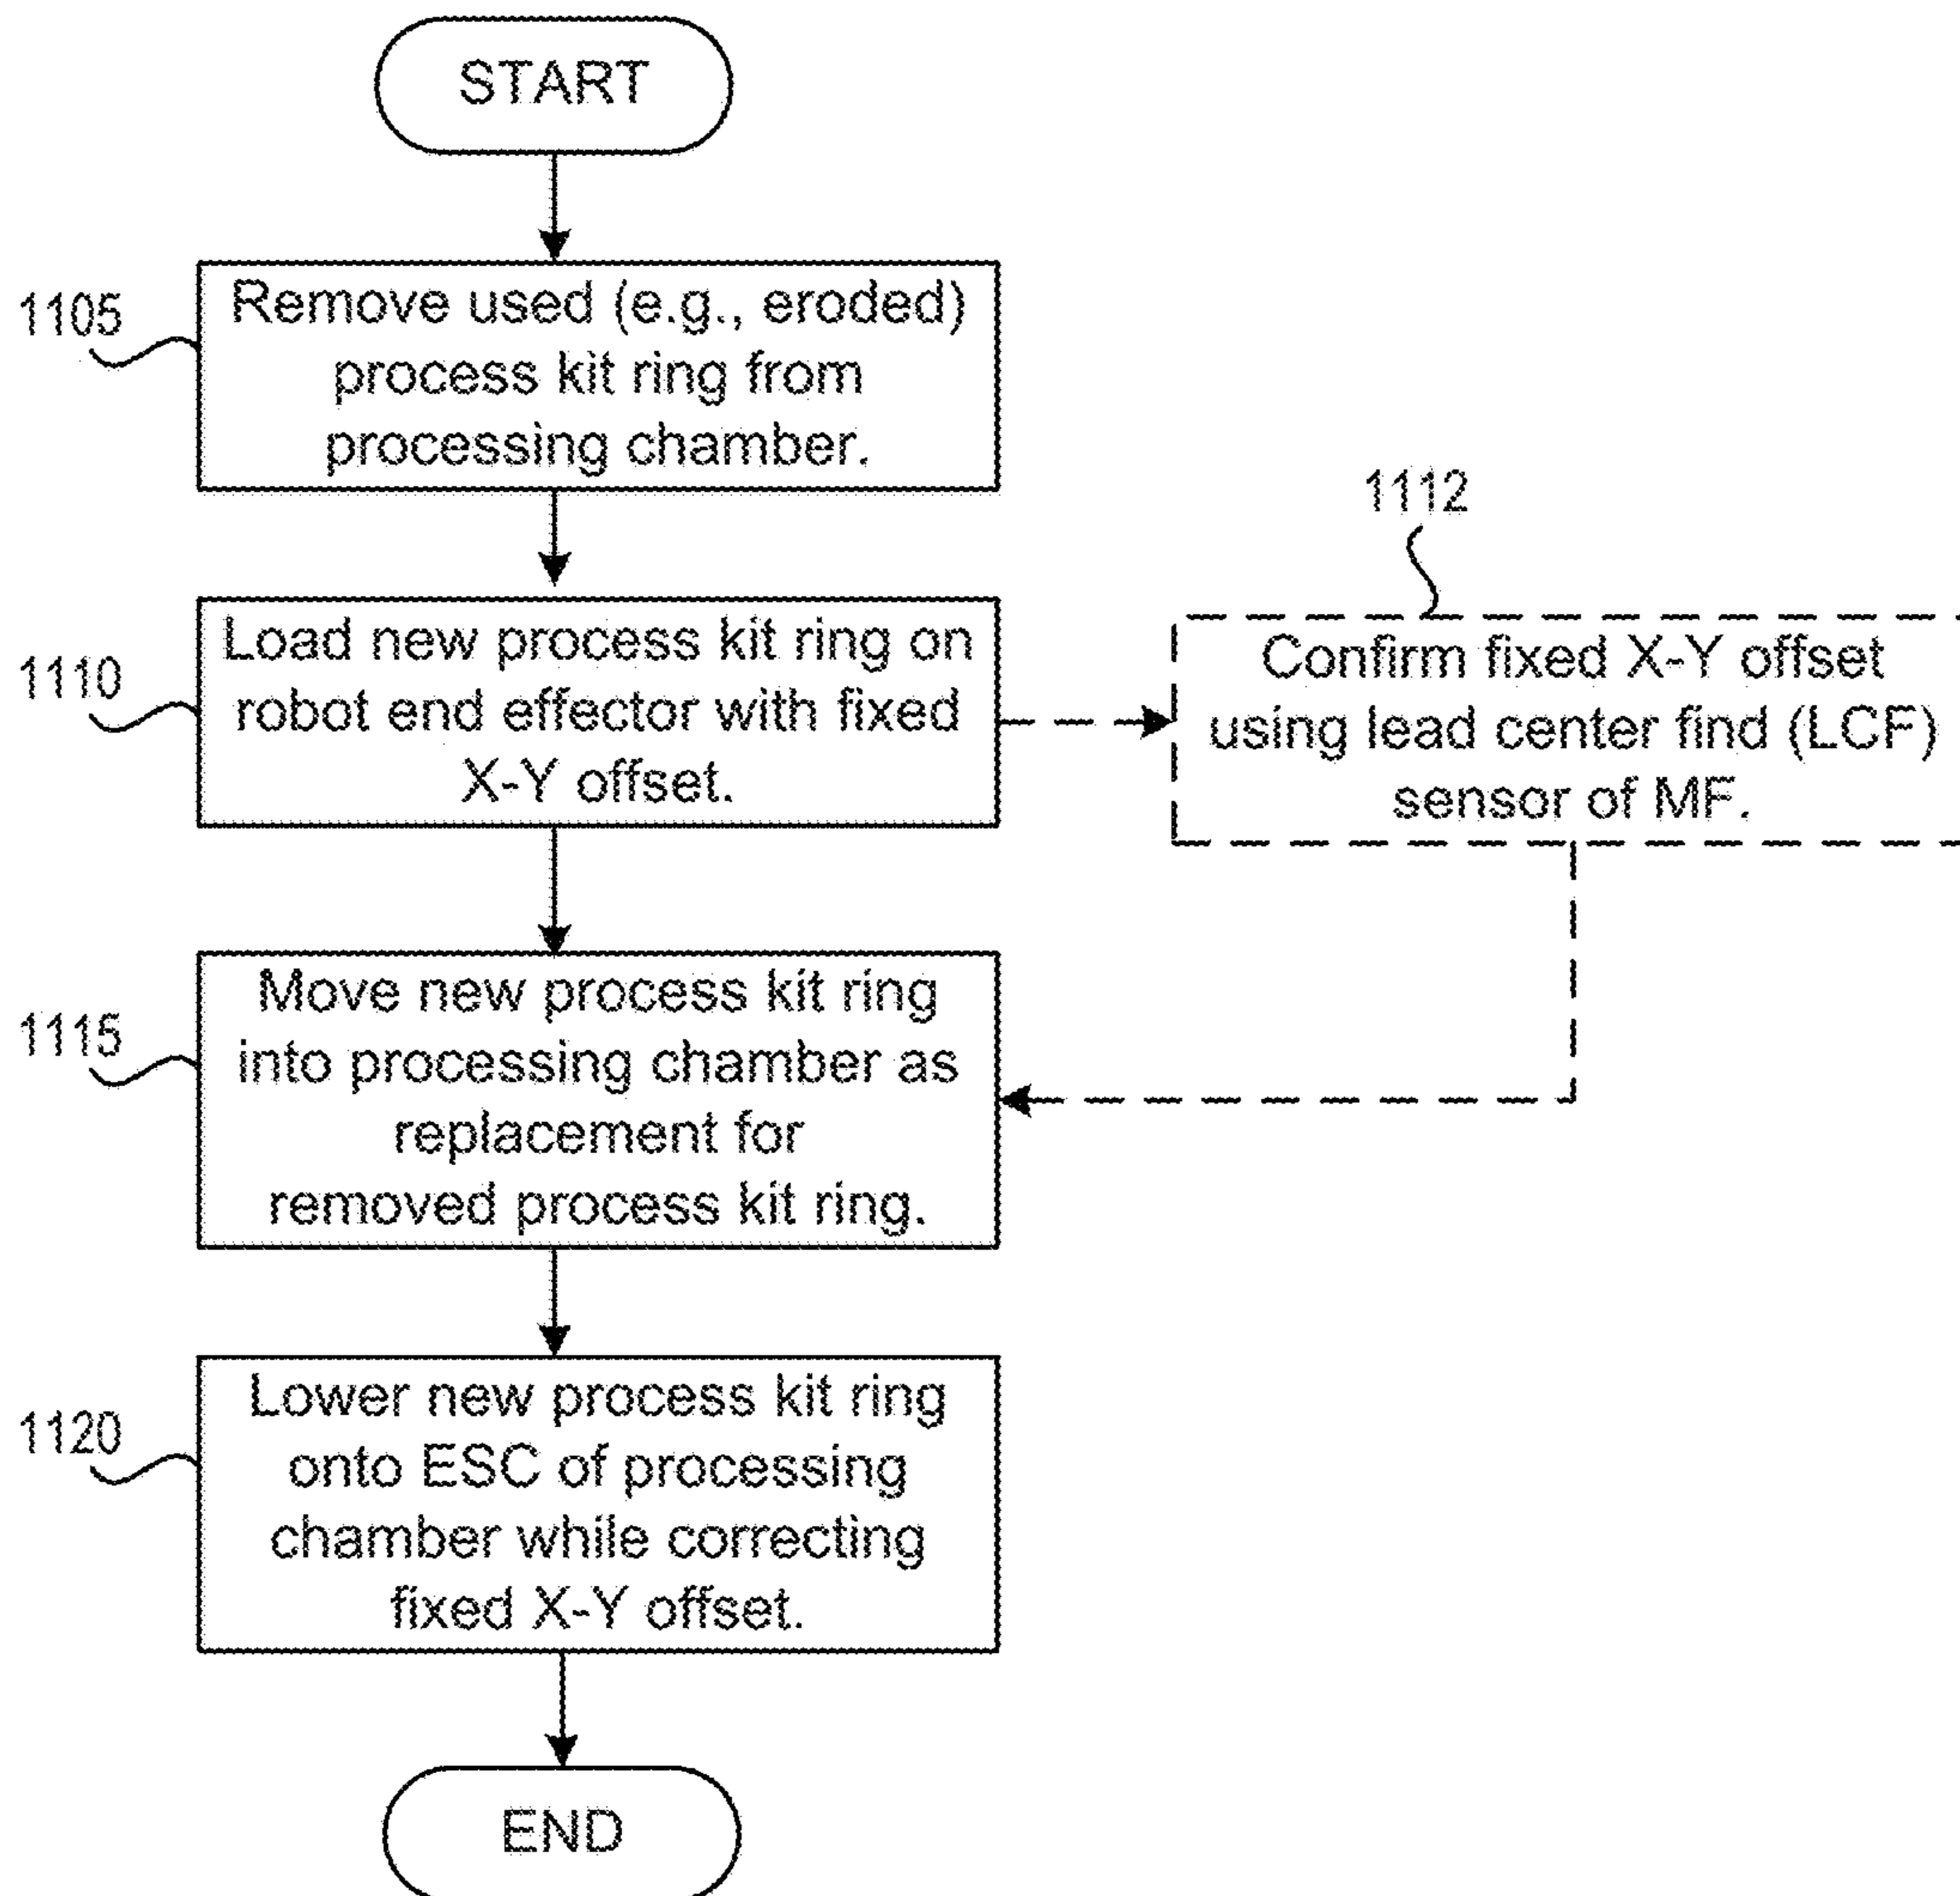 START
1105
Remove used (e.g., eroded)
process kit ring from
processing chamber.
1110
Load new process kit ring on
robot end effector with fixed
X-Y offset.
1112
Confirm fixed X-Y offset
using lead center find (LCF)
sensor of MF.
1115
Move new process kit ring
into processing chamber as
replacement for
removed process kit ring.
1120
Lower new process kit ring
onto ESC of processing
chamber while correcting
fixed X-Y offset.
END